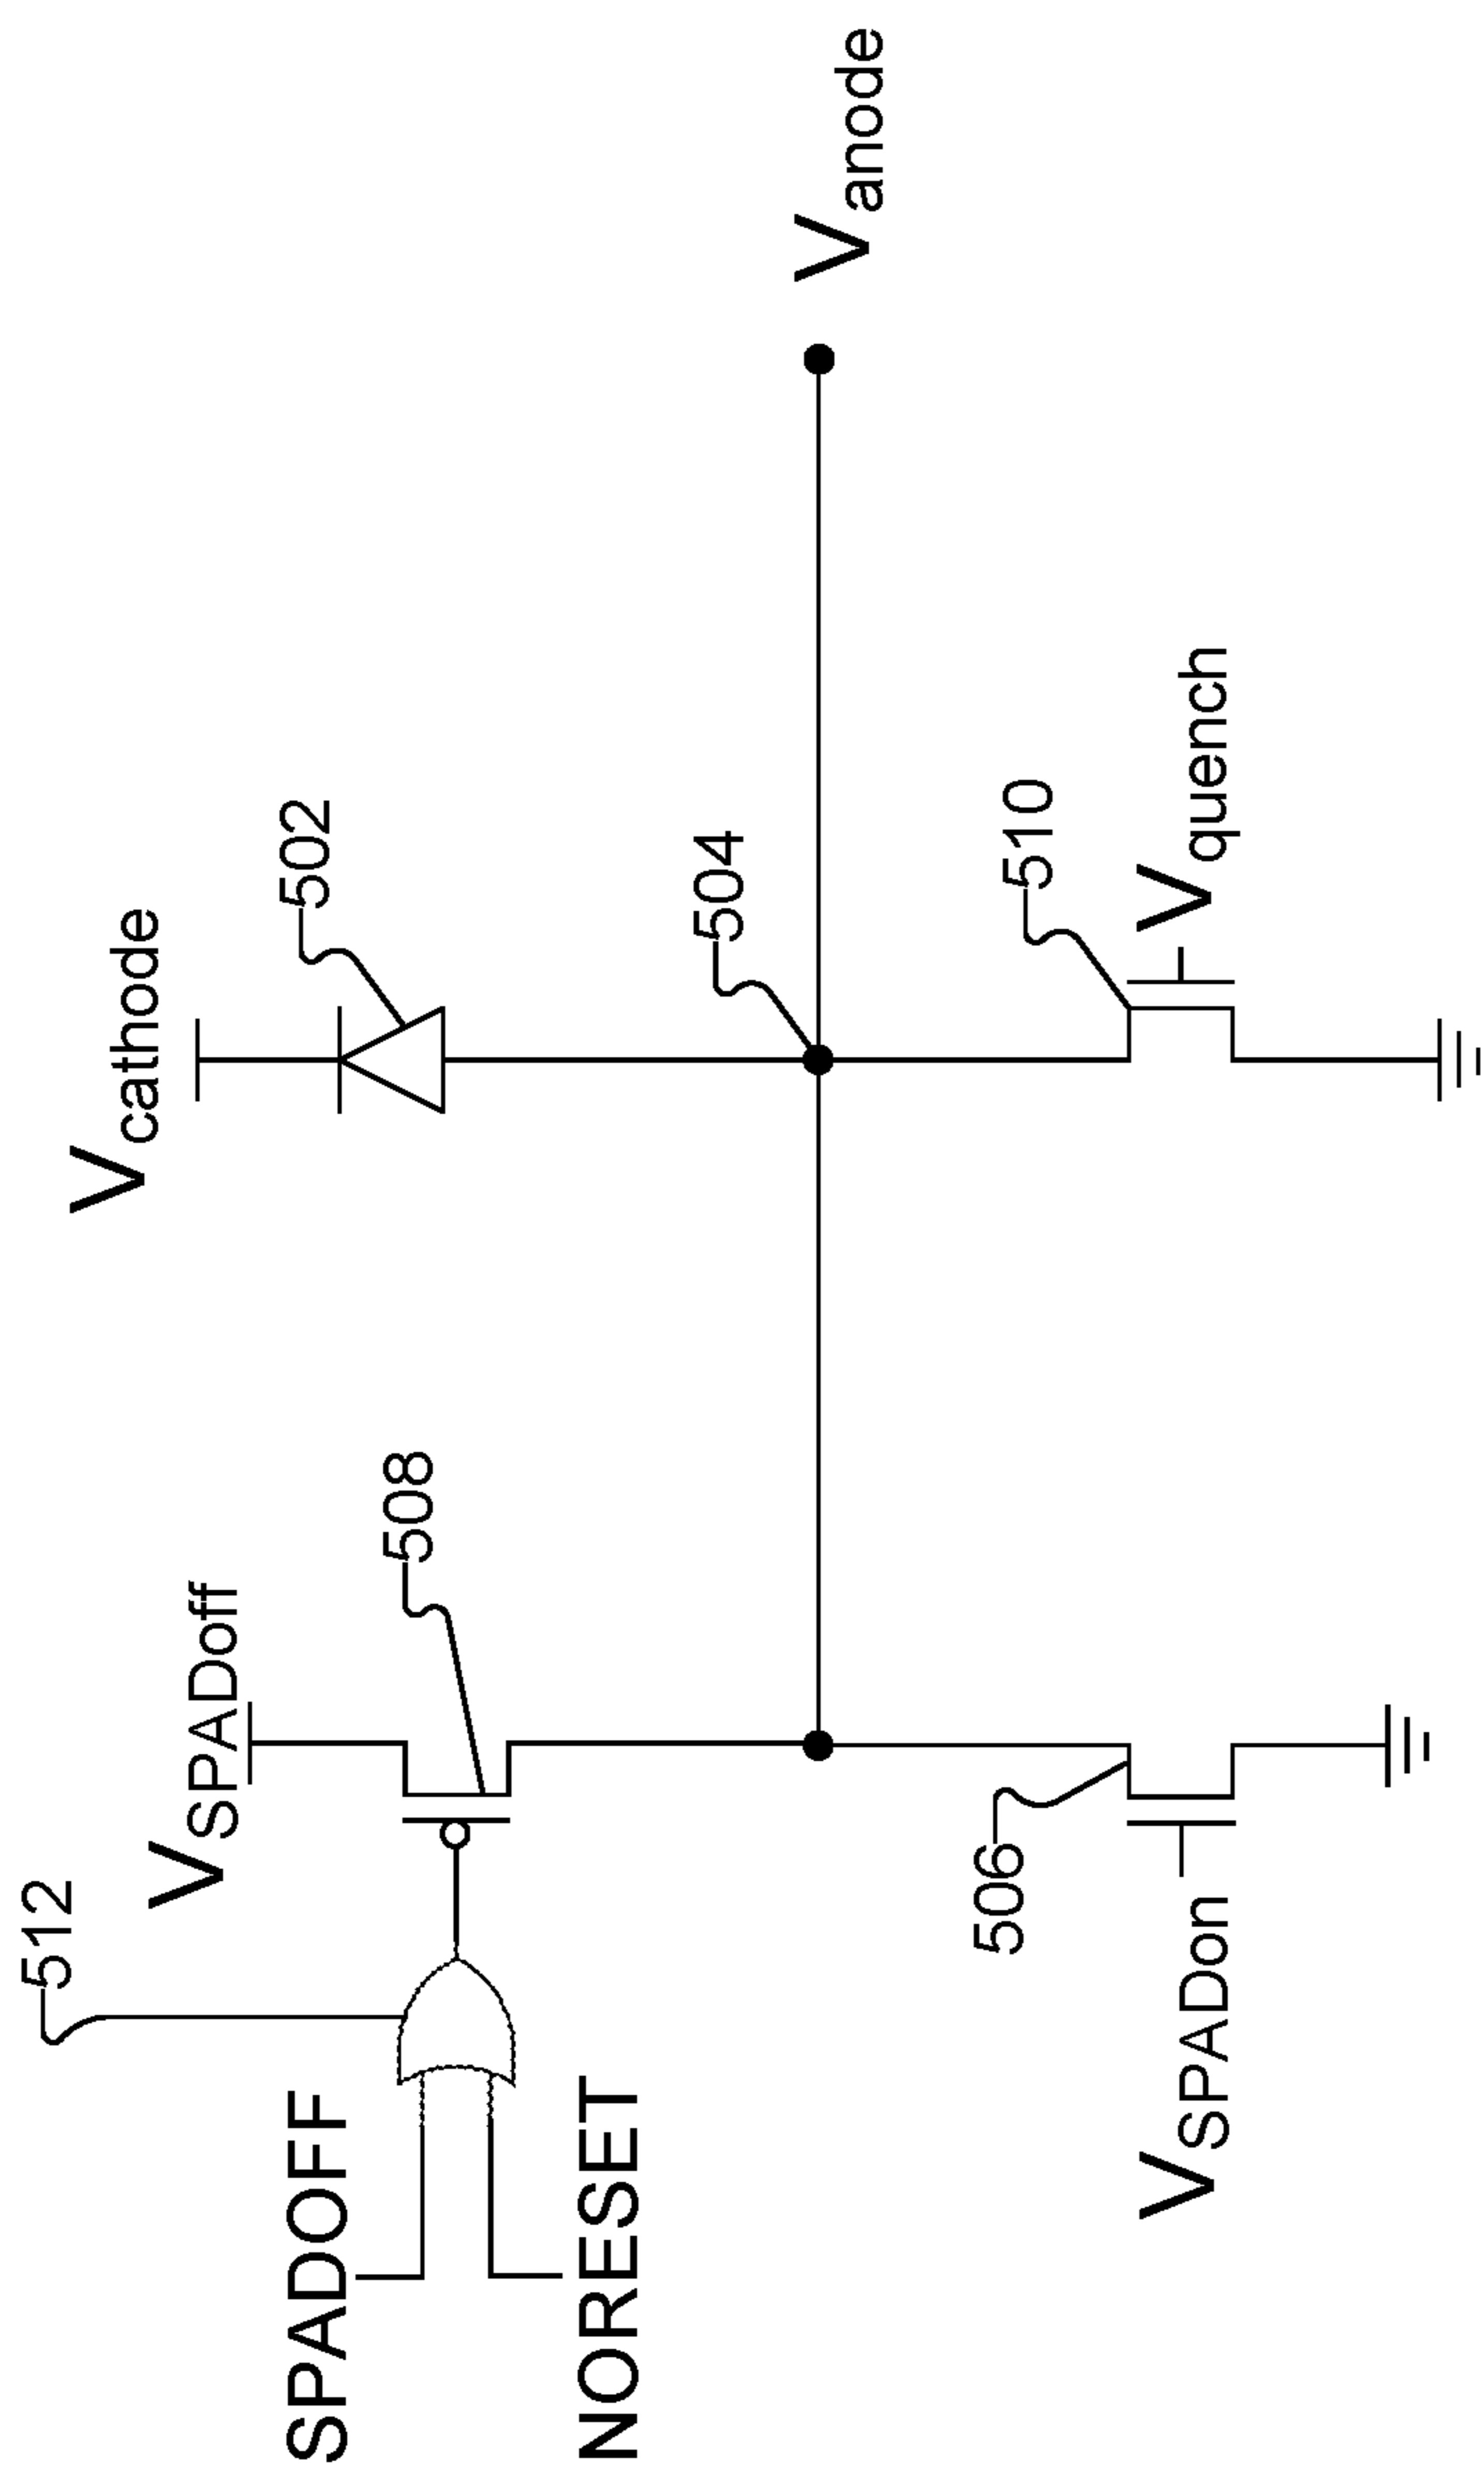 512
SPADOFF
NORESET
VSPADoff
508
506
VSPADon
Vcathode
502
504
510
Vquench
Vanode